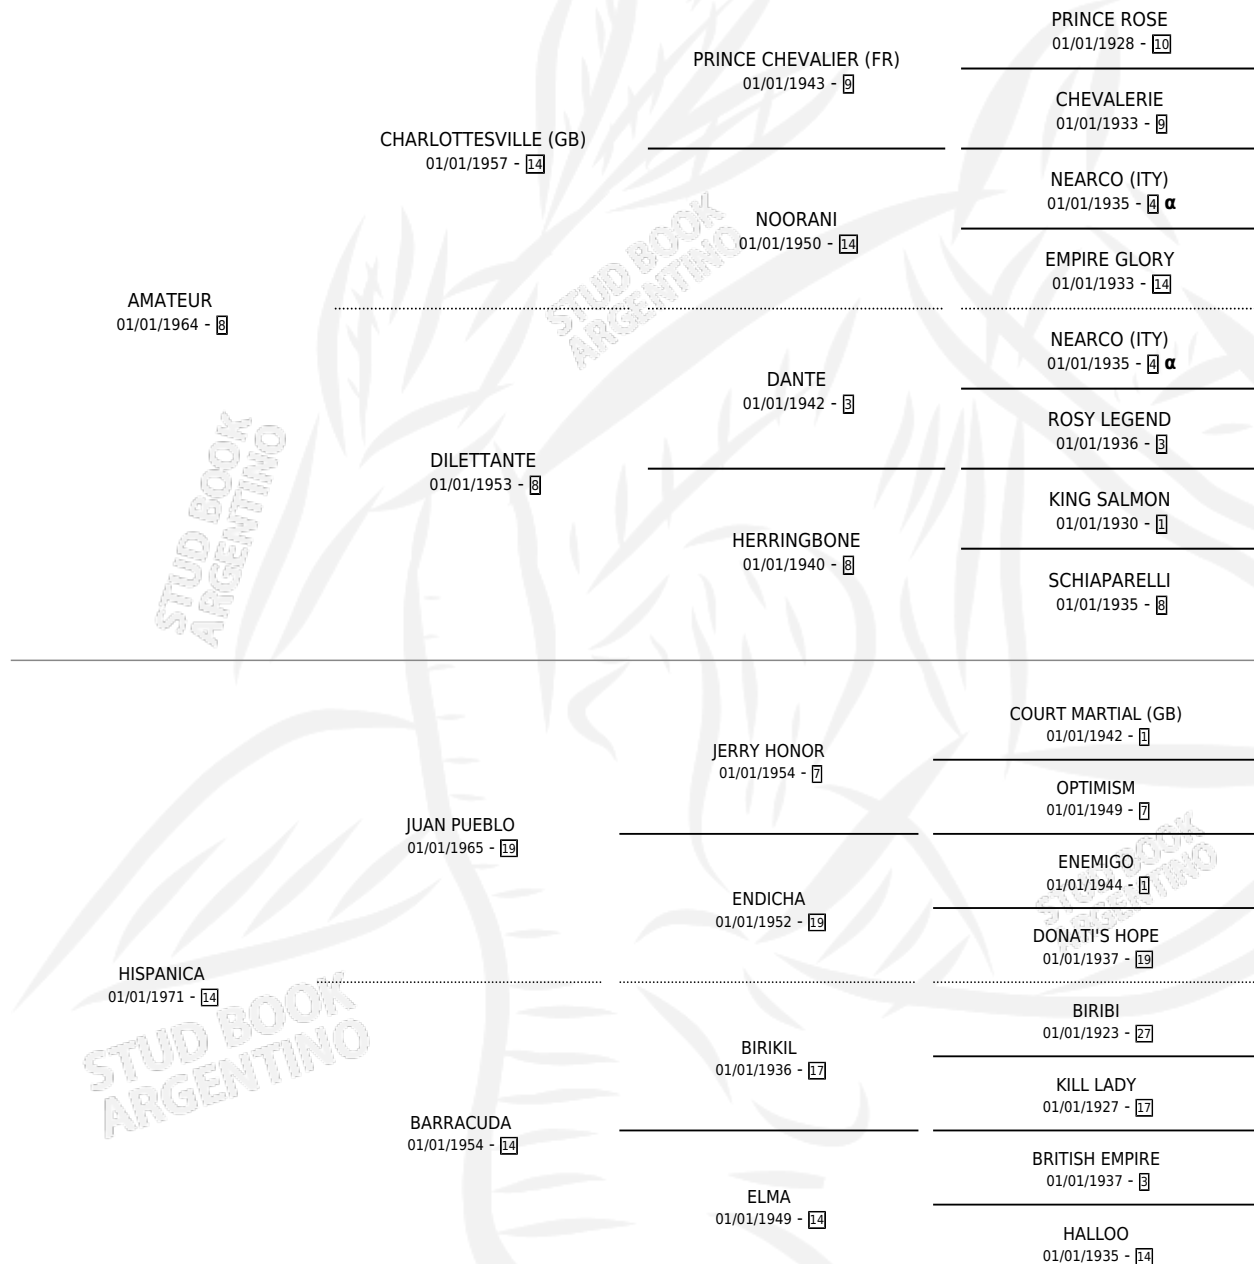 PRINCE ROSE
01/01/1928 - 10
PRINCE CHEVALIER (FR)
01/01/1943 - 9
CHEVALERIE
01/01/1933 - 9
CHARLOTTESVILLE (GB)
01/01/1957 - 14
NEARCO (ITY)
01/01/1935 - 4 α
NOORANI
01/01/1950 - 14
EMPIRE GLORY
01/01/1933 - 14
AMATEUR
01/01/1964 - 8
NEARCO (ITY)
01/01/1935 - 4 α
DANTE
01/01/1942 - 3
ROSY LEGEND
01/01/1936 - 3
DILETTANTE
01/01/1953 - 8
KING SALMON
01/01/1930 - 1
HERRINGBONE
01/01/1940 - 8
SCHIAPARELLI
01/01/1935 - 8
COURT MARTIAL (GB)
01/01/1942 - 1
JERRY HONOR
01/01/1954 - 7
OPTIMISM
01/01/1949 - 7
JUAN PUEBLO
01/01/1965 - 19
ENEMIGO
01/01/1944 - 1
ENDICHA
01/01/1952 - 19
DONATI'S HOPE
01/01/1937 - 19
HISPANICA
01/01/1971 - 14
BIRIBI
01/01/1923 - 27
BIRIKIL
01/01/1936 - 17
KILL LADY
01/01/1927 - 17
BARRACUDA
01/01/1954 - 14
BRITISH EMPIRE
01/01/1937 - 3
ELMA
01/01/1949 - 14
HALLOO
01/01/1935 - 14
STUD BOOK
ARGENTINO
STUD BOOK
ARGENTINO
STUD BOOK
ARGENTINO
STUD BOOK
ARGENTINO